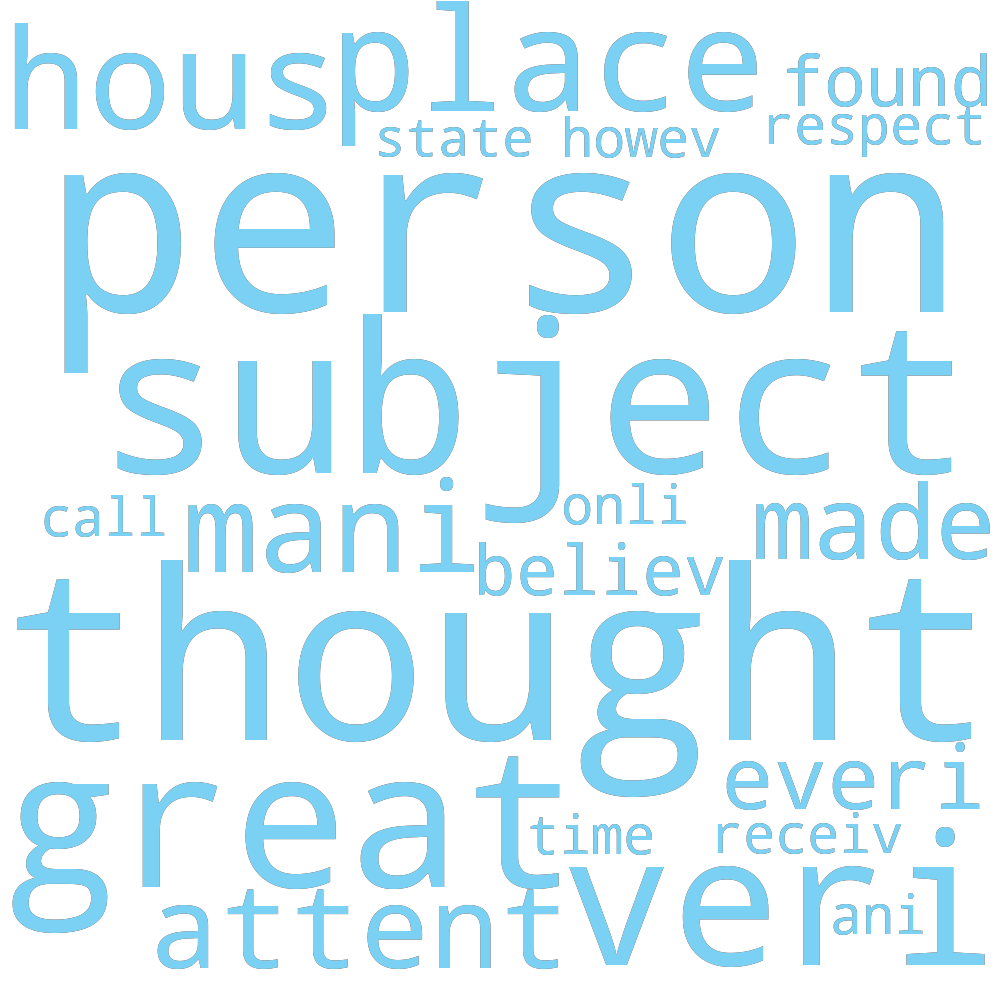 hous place found
state howev respect
person
subject
call mani onli made
believ
thought
great everi
time receiv
attent veri ani